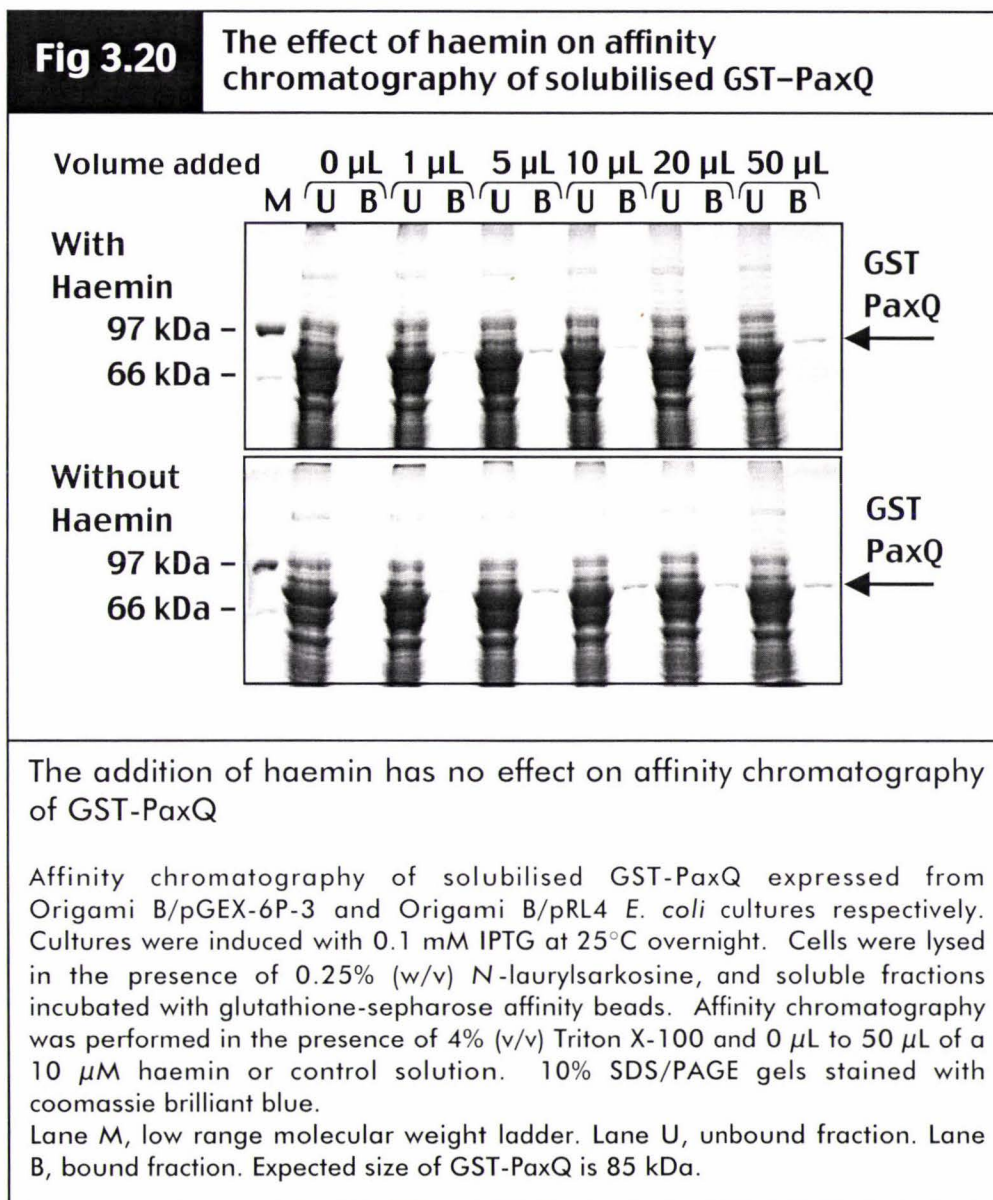 Fig 3.20
The effect of haemin on affinity
chromatography of solubilised GST-PaxQ
Volume added 0 µL 1 µL 5 µL 10 µL 20 µL 50 µL
M U B U B U B U B U B U B
With
Haemin
97 kDa –
66 kDa –
GST
PaxQ
Without
Haemin
97 kDa –
66 kDa –
GST
PaxQ
The addition of haemin has no effect on affinity chromatography
of GST-PaxQ
Affinity chromatography of solubilised GST-PaxQ expressed from
Origami B/pGEX-6P-3 and Origami B/pRL4 E. coli cultures respectively.
Cultures were induced with 0.1 mM IPTG at 25°C overnight. Cells were lysed
in the presence of 0.25% (w/v) N-laurylsarkosine, and soluble fractions
incubated with glutathione-sepharose affinity beads. Affinity chromatography
was performed in the presence of 4% (v/v) Triton X-100 and 0 µL to 50 µL of a
10 µM haemin or control solution. 10% SDS/PAGE gels stained with
coomassie brilliant blue.
Lane M, low range molecular weight ladder. Lane U, unbound fraction. Lane
B, bound fraction. Expected size of GST-PaxQ is 85 kDa.